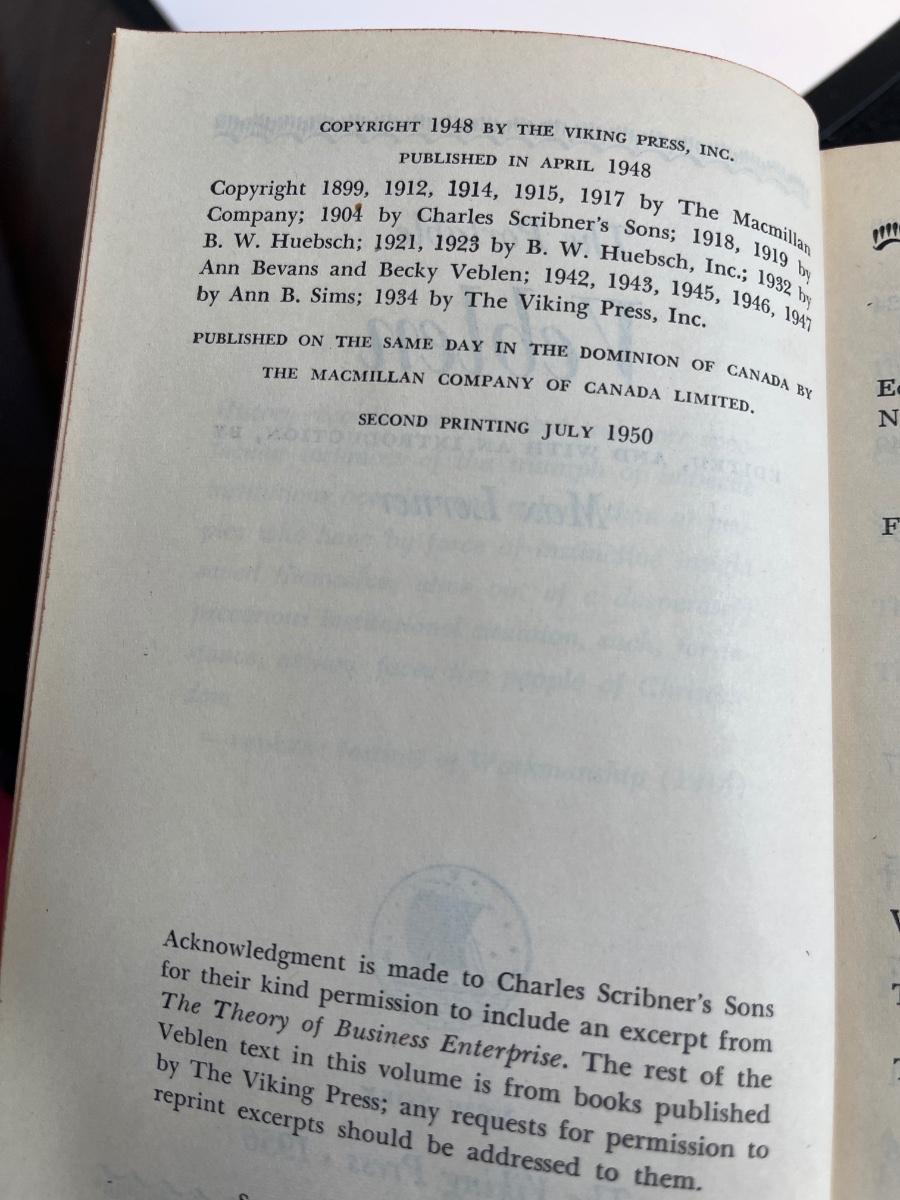 COPYRIGHT 1948 BY THE VIKING PRESS, INC.
PUBLISHED IN APRIL 1948
Copyright 1899, 1912, 1914, 1915, 1917 by The Macmillan
Company; 1904 by Charles Scribner's Sons; 1918, 1919 by
B. W. Huebsch; 1921, 1923 by B. W. Huebsch, Inc.; 1932 by
Ann Bevans and Becky Veblen; 1942, 1943, 1945, 1946, 1947
by Ann B. Sims; 1934 by The Viking Press, Inc.
PUBLISHED ON THE SAME DAY IN THE DOMINION OF CANADA BY
THE MACMILLAN COMPANY OF CANADA LIMITED.
SECOND PRINTING JULY 1950
Acknowledgment is made to Charles Scribner's Sons
for their kind permission to include an excerpt from
The Theory of Business Enterprise. The rest of the
Veblen text in this volume is from books published
by The Viking Press; any requests for permission to
reprint excerpts should be addressed to them.